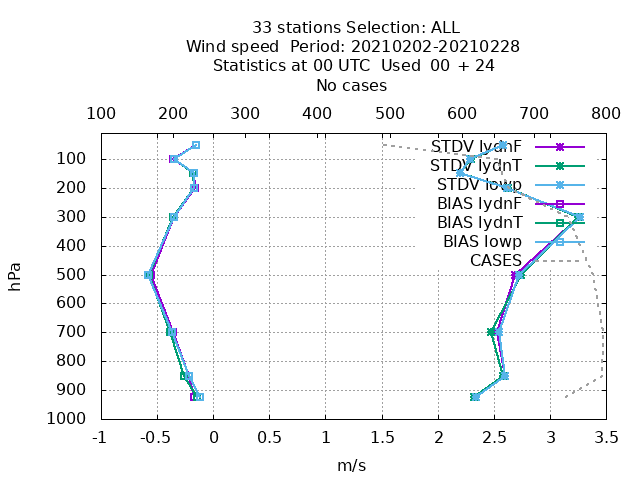 33 stations Selection: ALL
Wind speed  Period: 20210202-20210228
Statistics at 00 UTC  Used  00 + 24
No cases
100 200 300 400 500 600 700 800
STDV lydnF
STDV lydnT
STDV lowp
BIAS lydnF
BIAS lydnT
BIAS lowp
CASES
hPa
100
200
300
400
500
600
700
800
900
1000
-1 -0.5 0 0.5 1 1.5 2 2.5 3 3.5
m/s